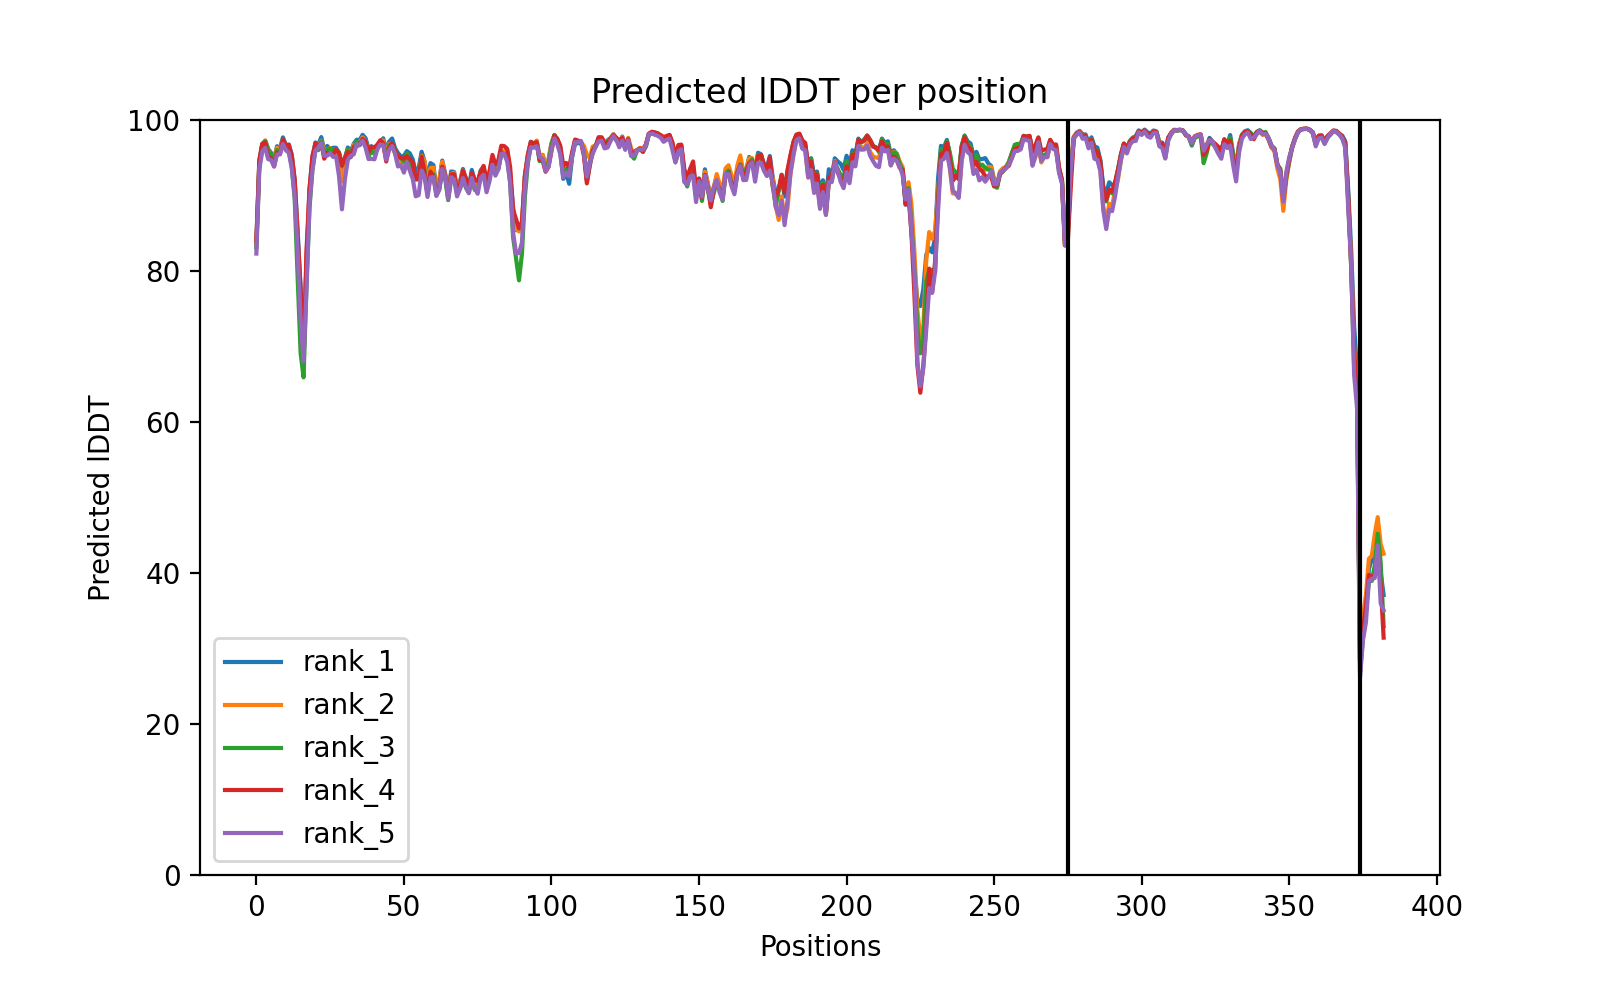 Predicted lDDT per position
100
80
60
40
20
0
Predicted lDDT
rank_1
rank_2
rank_3
rank_4
rank_5
0 50 100 150 200 250 300 350 400
Positions